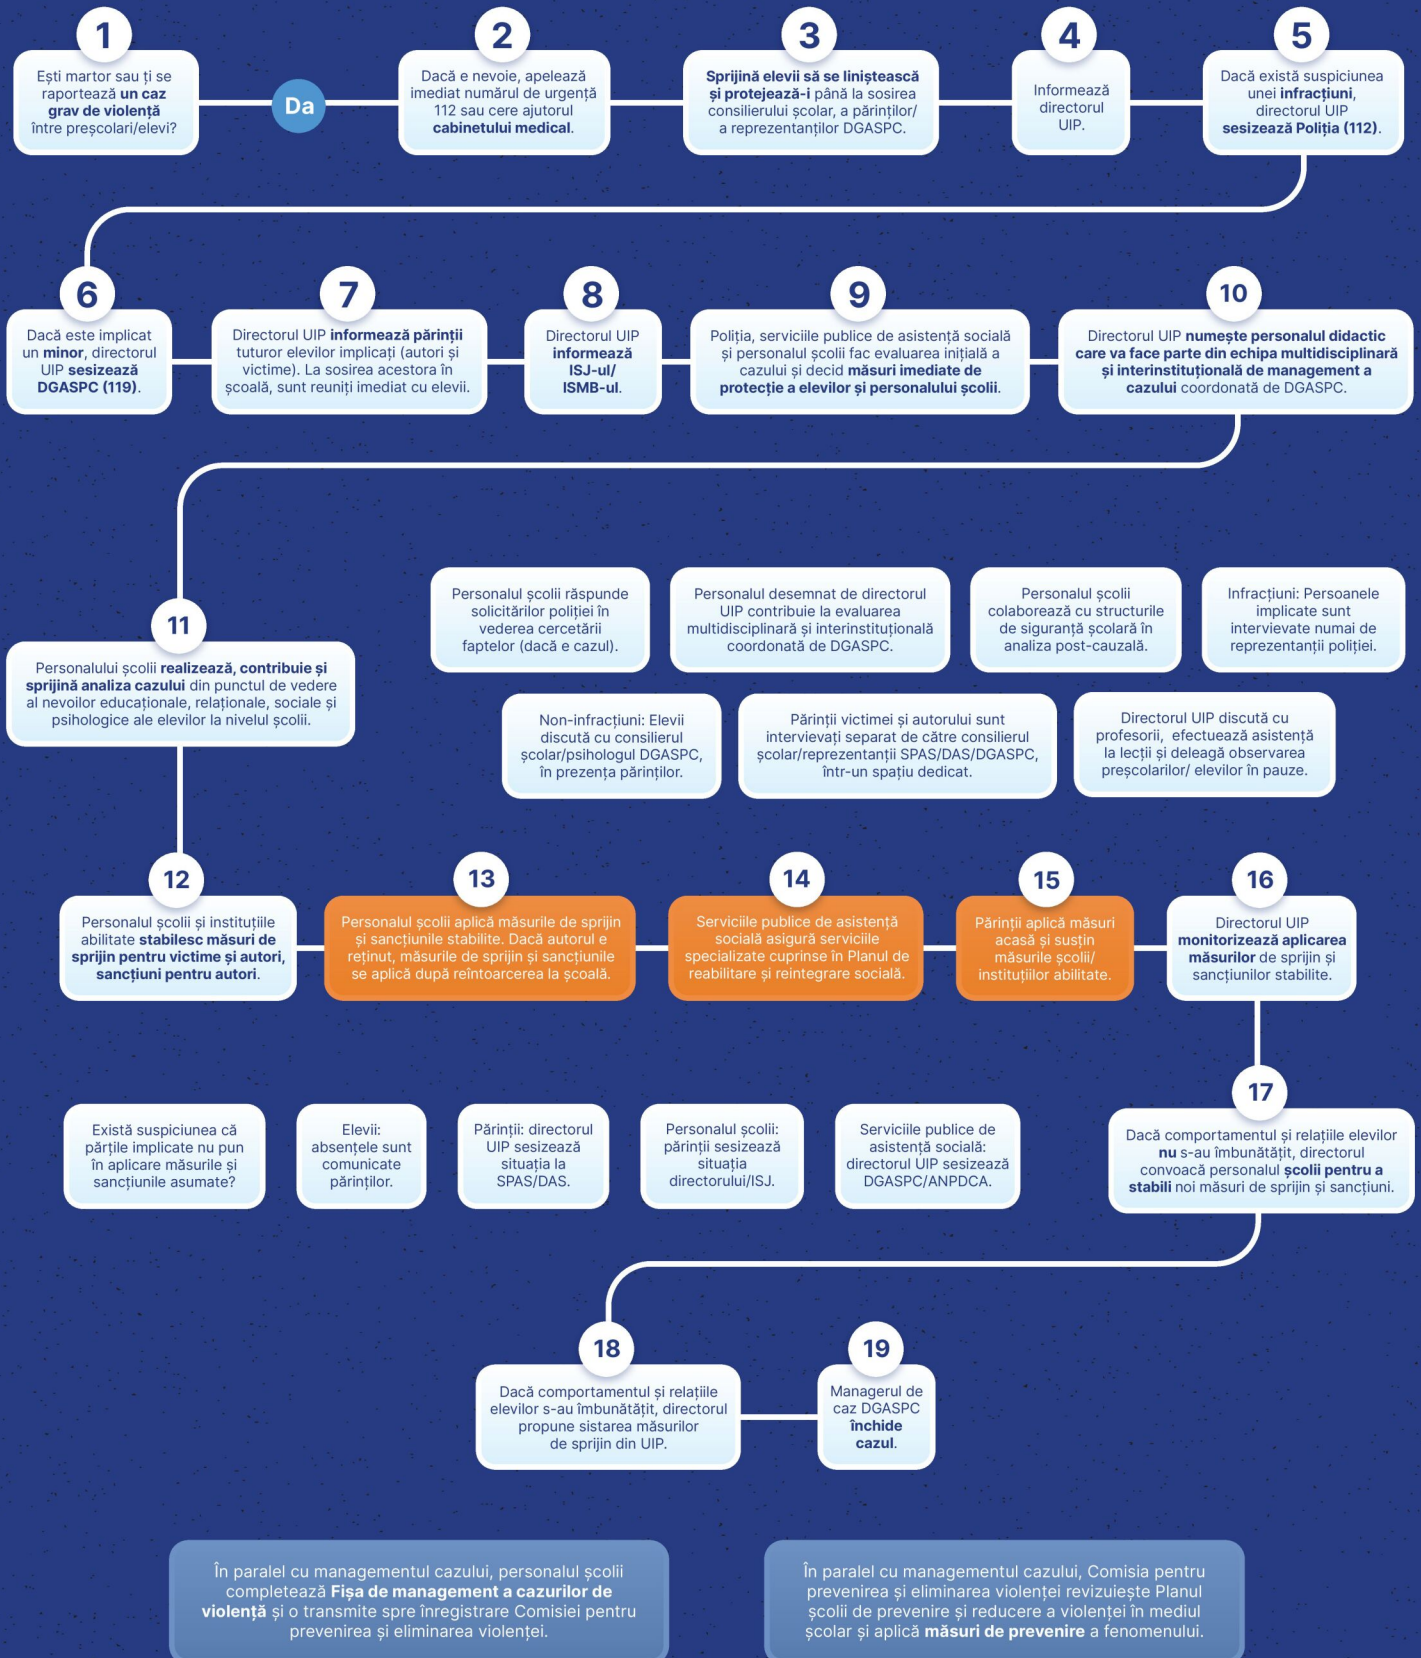 1
Ești martor sau ți se
raportează un caz
grav de violență
între preșcolari/elevi?
Da
2
Dacă e nevoie, apelează
imediat numărul de urgență
112 sau cere ajutorul
cabinetului medical.
3
Sprijină elevii să se liniștească
și protejează-i până la sosirea
consilierului școlar, a părinților/
a reprezentanților DGASPC.
4
Informează
directorul
UIP.
5
Dacă există suspiciunea
unei infracțiuni,
directorul UIP
sesizează Poliția (112).
6
Dacă este implicat
un minor, directorul
UIP sesizează
DGASPC (119).
7
Directorul UIP informează părinții
tuturor elevilor implicați (autori și
victime). La sosirea acestora în
școală, sunt reuniți imediat cu elevii.
8
Directorul UIP
informează
ISJ-ul/
ISMB-ul.
9
Poliția, serviciile publice de asistență socială
și personalul școlii fac evaluarea inițială a
cazului și decid măsuri imediate de
protecție a elevilor și personalului școlii.
10
Directorul UIP numește personalul didactic
care va face parte din echipa multidisciplinară
și interinstituțională de management a
cazului coordonată de DGASPC.
11
Personalului școlii realizează, contribuie și
sprijină analiza cazului din punctul de vedere
al nevoilor educaționale, relaționale, sociale și
psihologice ale elevilor la nivelul școlii.
Personalul școlii răspunde
solicitărilor poliției în
vederea cercetării
faptelor (dacă e cazul).
Personalul desemnat de directorul
UIP contribuie la evaluarea
multidisciplinară și interinstituțională
coordonată de DGASPC.
Personalul școlii
colaborează cu structurile
de siguranță școlară în
analiza post-cauzală.
Infracțiuni: Persoanele
implicate sunt
intervievate numai de
reprezentanții poliției.
Non-infracțiuni: Elevii
discută cu consilierul
școlar/psihologul DGASPC,
în prezența părinților.
Părinții victimei și autorului sunt
intervievați separat de către consilierul
școlar/reprezentanții SPAS/DAS/DGASPC,
într-un spațiu dedicat.
Directorul UIP discută cu
profesorii, efectuează asistență
la lecții și deleagă observarea
preșcolarilor/ elevilor în pauze.
12
Personalul școlii și instituțiile
abilitate stabilesc măsuri de
sprijin pentru victime și autori,
sancțiuni pentru autori.
13
Personalul școlii aplică măsurile de sprijin
și sancțiunile stabilite. Dacă autorul e
reținut, măsurile de sprijin și sancțiunile
se aplică după reîntoarcerea la școală.
14
Serviciile publice de asistență
socială asigură serviciile
specializate cuprinse în Planul de
reabilitare și reintegrare socială.
15
Părinții aplică măsuri
acasă și susțin
măsurile școlii/
instituțiilor abilitate.
16
Directorul UIP
monitorizează aplicarea
măsurilor de sprijin și
sancțiunilor stabilite.
17
Dacă comportamentul și relațiile elevilor
nu s-au îmbunătățit, directorul
convoacă personalul școlii pentru a
stabili noi măsuri de sprijin și sancțiuni.
Există suspiciunea că
părțile implicate nu pun
în aplicare măsurile și
sancțiunile asumate?
Elevii:
absențele sunt
comunicate
părinților.
Părinții: directorul
UIP sesizează
situația la
SPAS/DAS.
Personalul școlii:
părinții sesizează
situația
directorului/ISJ.
Serviciile publice de
asistență socială:
directorul UIP sesizează
DGASPC/ANPDCA.
18
Dacă comportamentul și relațiile
elevilor s-au îmbunătățit, directorul
propune sistarea măsurilor
de sprijin din UIP.
19
Managerul de
caz DGASPC
închide
cazul.
În paralel cu managementul cazului, personalul școlii
completează Fișa de management a cazurilor de
violență și o transmite spre înregistrare Comisiei pentru
prevenirea și eliminarea violenței.
În paralel cu managementul cazului, Comisia pentru
prevenirea și eliminarea violenței revizuiește Planul
școlii de prevenire și reducere a violenței în mediul
școlar și aplică măsuri de prevenire a fenomenului.